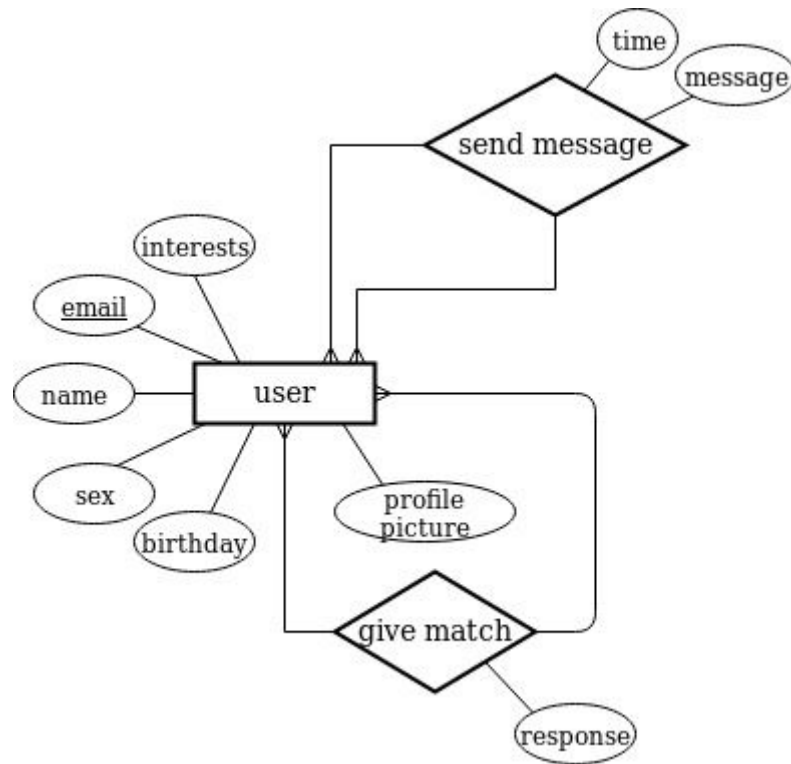 time
message
send message
interests
email
name
user
sex
birthday
profile
picture
give match
response